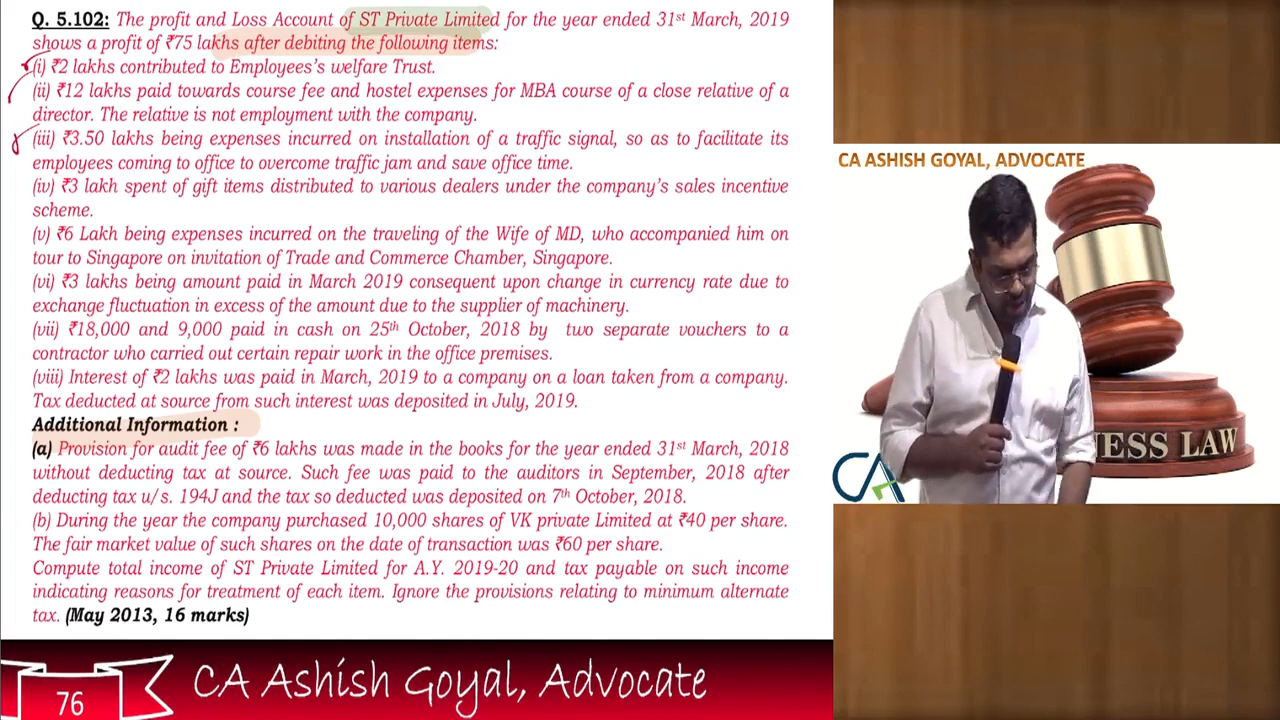 Q. 5.102: The profit and Loss Account of ST Private Limited for the year ended 31st March, 2019
shows a profit of ₹75 lakhs after debiting the following items:
(i) ₹2 lakhs contributed to Employees's welfare Trust.
(ii) ₹12 lakhs paid towards course fee and hostel expenses for MBA course of a close relative of a
director. The relative is not employment with the company.
(iii) ₹3.50 lakhs being expenses incurred on installation of a traffic signal, so as to facilitate its
employees coming to office to overcome traffic jam and save office time.
(iv) ₹3 lakh spent of gift items distributed to various dealers under the company's sales incentive
scheme.
(v) ₹6 Lakh being expenses incurred on the traveling of the Wife of MD, who accompanied him on
tour to Singapore on invitation of Trade and Commerce Chamber, Singapore.
(vi) ₹3 lakhs being amount paid in March 2019 consequent upon change in currency rate due to
exchange fluctuation in excess of the amount due to the supplier of machinery.
(vii) ₹18,000 and 9,000 paid in cash on 25th October, 2018 by two separate vouchers to a
contractor who carried out certain repair work in the office premises.
(viii) Interest of ₹2 lakhs was paid in March, 2019 to a company on a loan taken from a company.
Tax deducted at source from such interest was deposited in July, 2019.
Additional Information :
(a) Provision for audit fee of ₹6 lakhs was made in the books for the year ended 31st March, 2018
without deducting tax at source. Such fee was paid to the auditors in September, 2018 after
deducting tax u/s. 194J and the tax so deducted was deposited on 7th October, 2018.
(b) During the year the company purchased 10,000 shares of VK private Limited at ₹40 per share.
The fair market value of such shares on the date of transaction was ₹60 per share.
Compute total income of ST Private Limited for A.Y. 2019-20 and tax payable on such income
indicating reasons for treatment of each item. Ignore the provisions relating to minimum alternate
tax. (May 2013, 16 marks)
76
CA Ashish Goyal, Advocate
CA ASHISH GOYAL, ADVOCATE
NESS LAW
CA